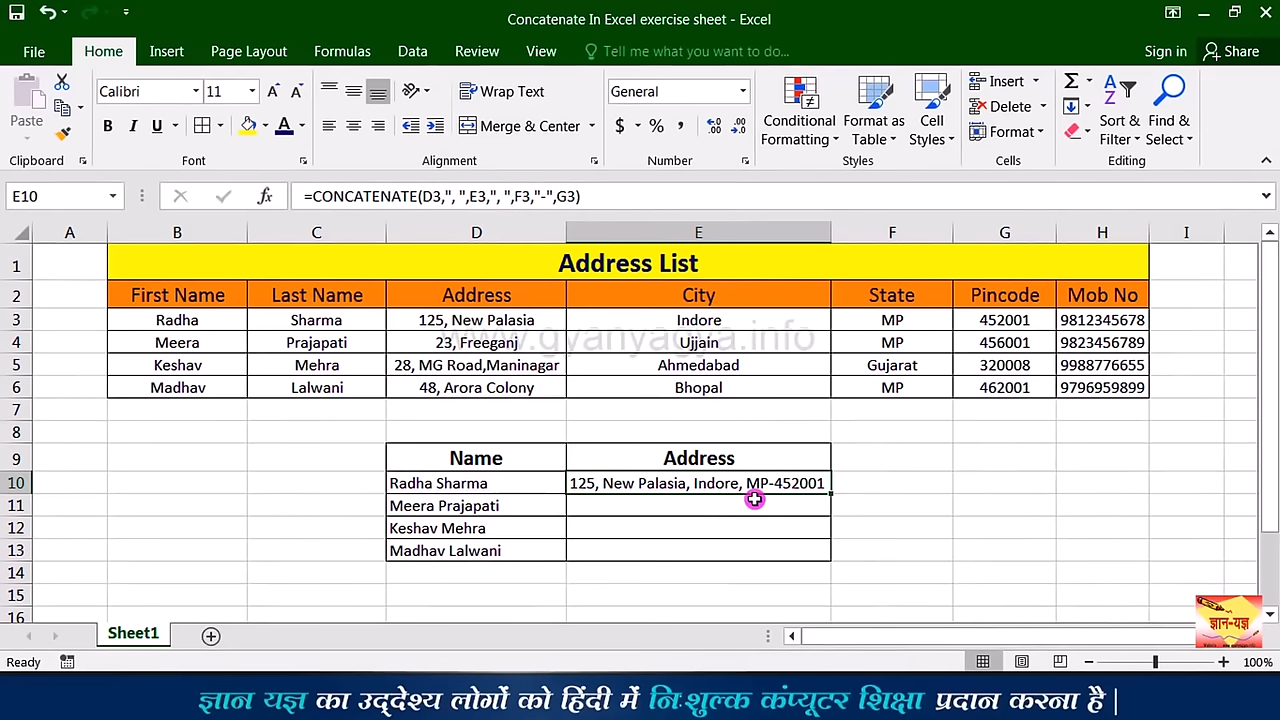 Concatenate In Excel exercise sheet - Excel
File Home Insert Page Layout Formulas Data Review View Tell me what you want to do... Sign in Share
Paste Calibri 11 Wrap Text General Conditional Formatting Format as Table Cell Styles Insert Sort & Filter Find & Select
B I U Merge & Center $ % , Delete
Format
Clipboard Font Alignment Number Styles Cells Editing
E10 fx =CONCATENATE(D3,", ",E3,", ",F3,"-",G3)
A B C D E F G H I
1 Address List
2 First Name Last Name Address City State Pincode Mob No
3 Radha Sharma 125, New Palasia Indore MP 452001 9812345678
www.gyanyagya.info
4 Meera Prajapati 23, Freeganj Ujjain MP 456001 9823456789
5 Keshav Mehra 28, MG Road,Maninagar Ahmedabad Gujarat 320008 9988776655
6 Madhav Lalwani 48, Arora Colony Bhopal MP 462001 9796959899
7
8
9 Name Address
10 Radha Sharma 125, New Palasia, Indore, MP-452001
11 Meera Prajapati
12 Keshav Mehra
13 Madhav Lalwani
14
15
16
ज्ञान-यज्ञ
Sheet1
Ready 100%
ज्ञान यज्ञ का उद्देश्य लोगों को हिंदी में निःशुल्क कंप्यूटर शिक्षा प्रदान करना है |